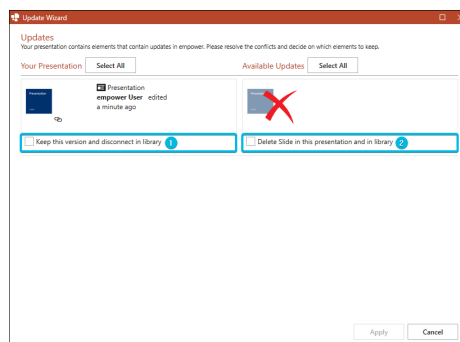 Update Wizard
Updates
Your presentation contains elements that contain updates in empower. Please resolve the conflicts and decide on which elements to keep.
Your Presentation Select All Available Updates Select All
Presentation
empower User edited
a minute ago
Presentation
Presentation
Keep this version and disconnect in library 1 Delete Slide in this presentation and in library 2
Apply Cancel